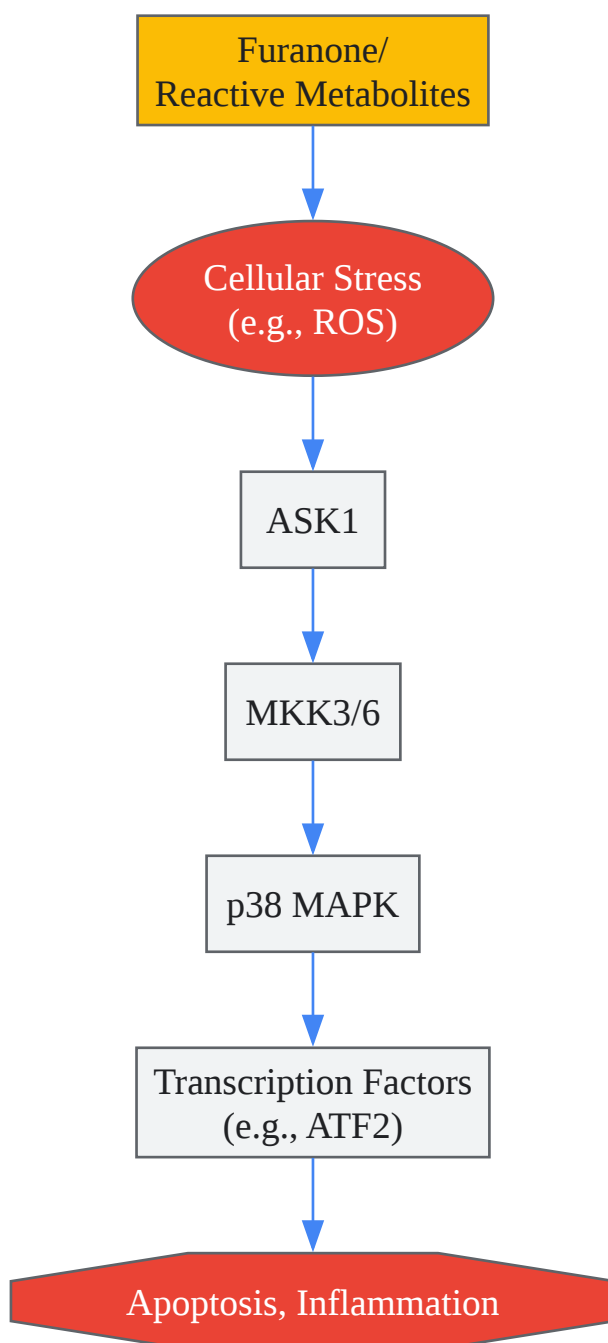 Furanone/
Reactive Metabolites
Cellular Stress
(e.g., ROS)
ASK1
MKK3/6
p38 MAPK
Transcription Factors
(e.g., ATF2)
Apoptosis, Inflammation